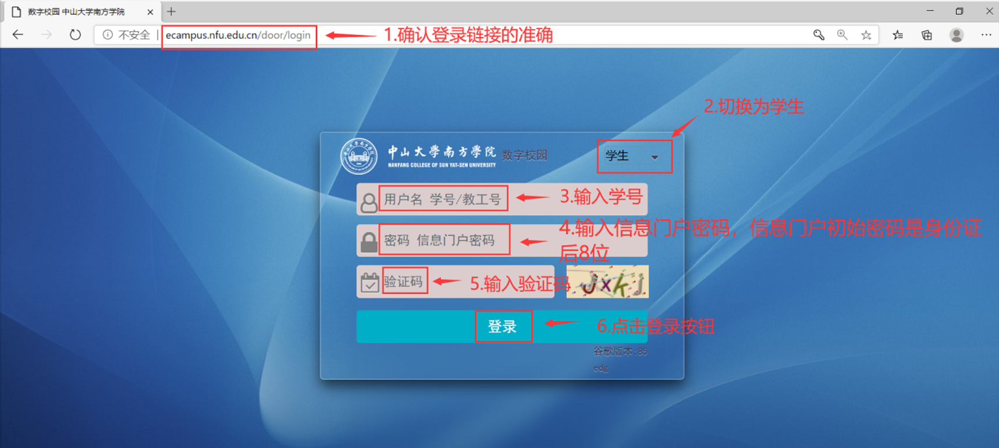 数字校园 中山大学南方学院
不安全 | ecampus.nfu.edu.cn/door/login
1.确认登录链接的准确
2.切换为学生
中山大學南方學院 数字校园
NANFANG COLLEGE OF SUN YAT-SEN UNIVERSITY
学生
用户名 学号/教工号
3.输入学号
密码 信息门户密码
4.输入信息门户密码，信息门户初始密码是身份证
后8位
验证码
5.输入验证码
JxkJ
登录
6.点击登录按钮
谷歌版本:85
edg